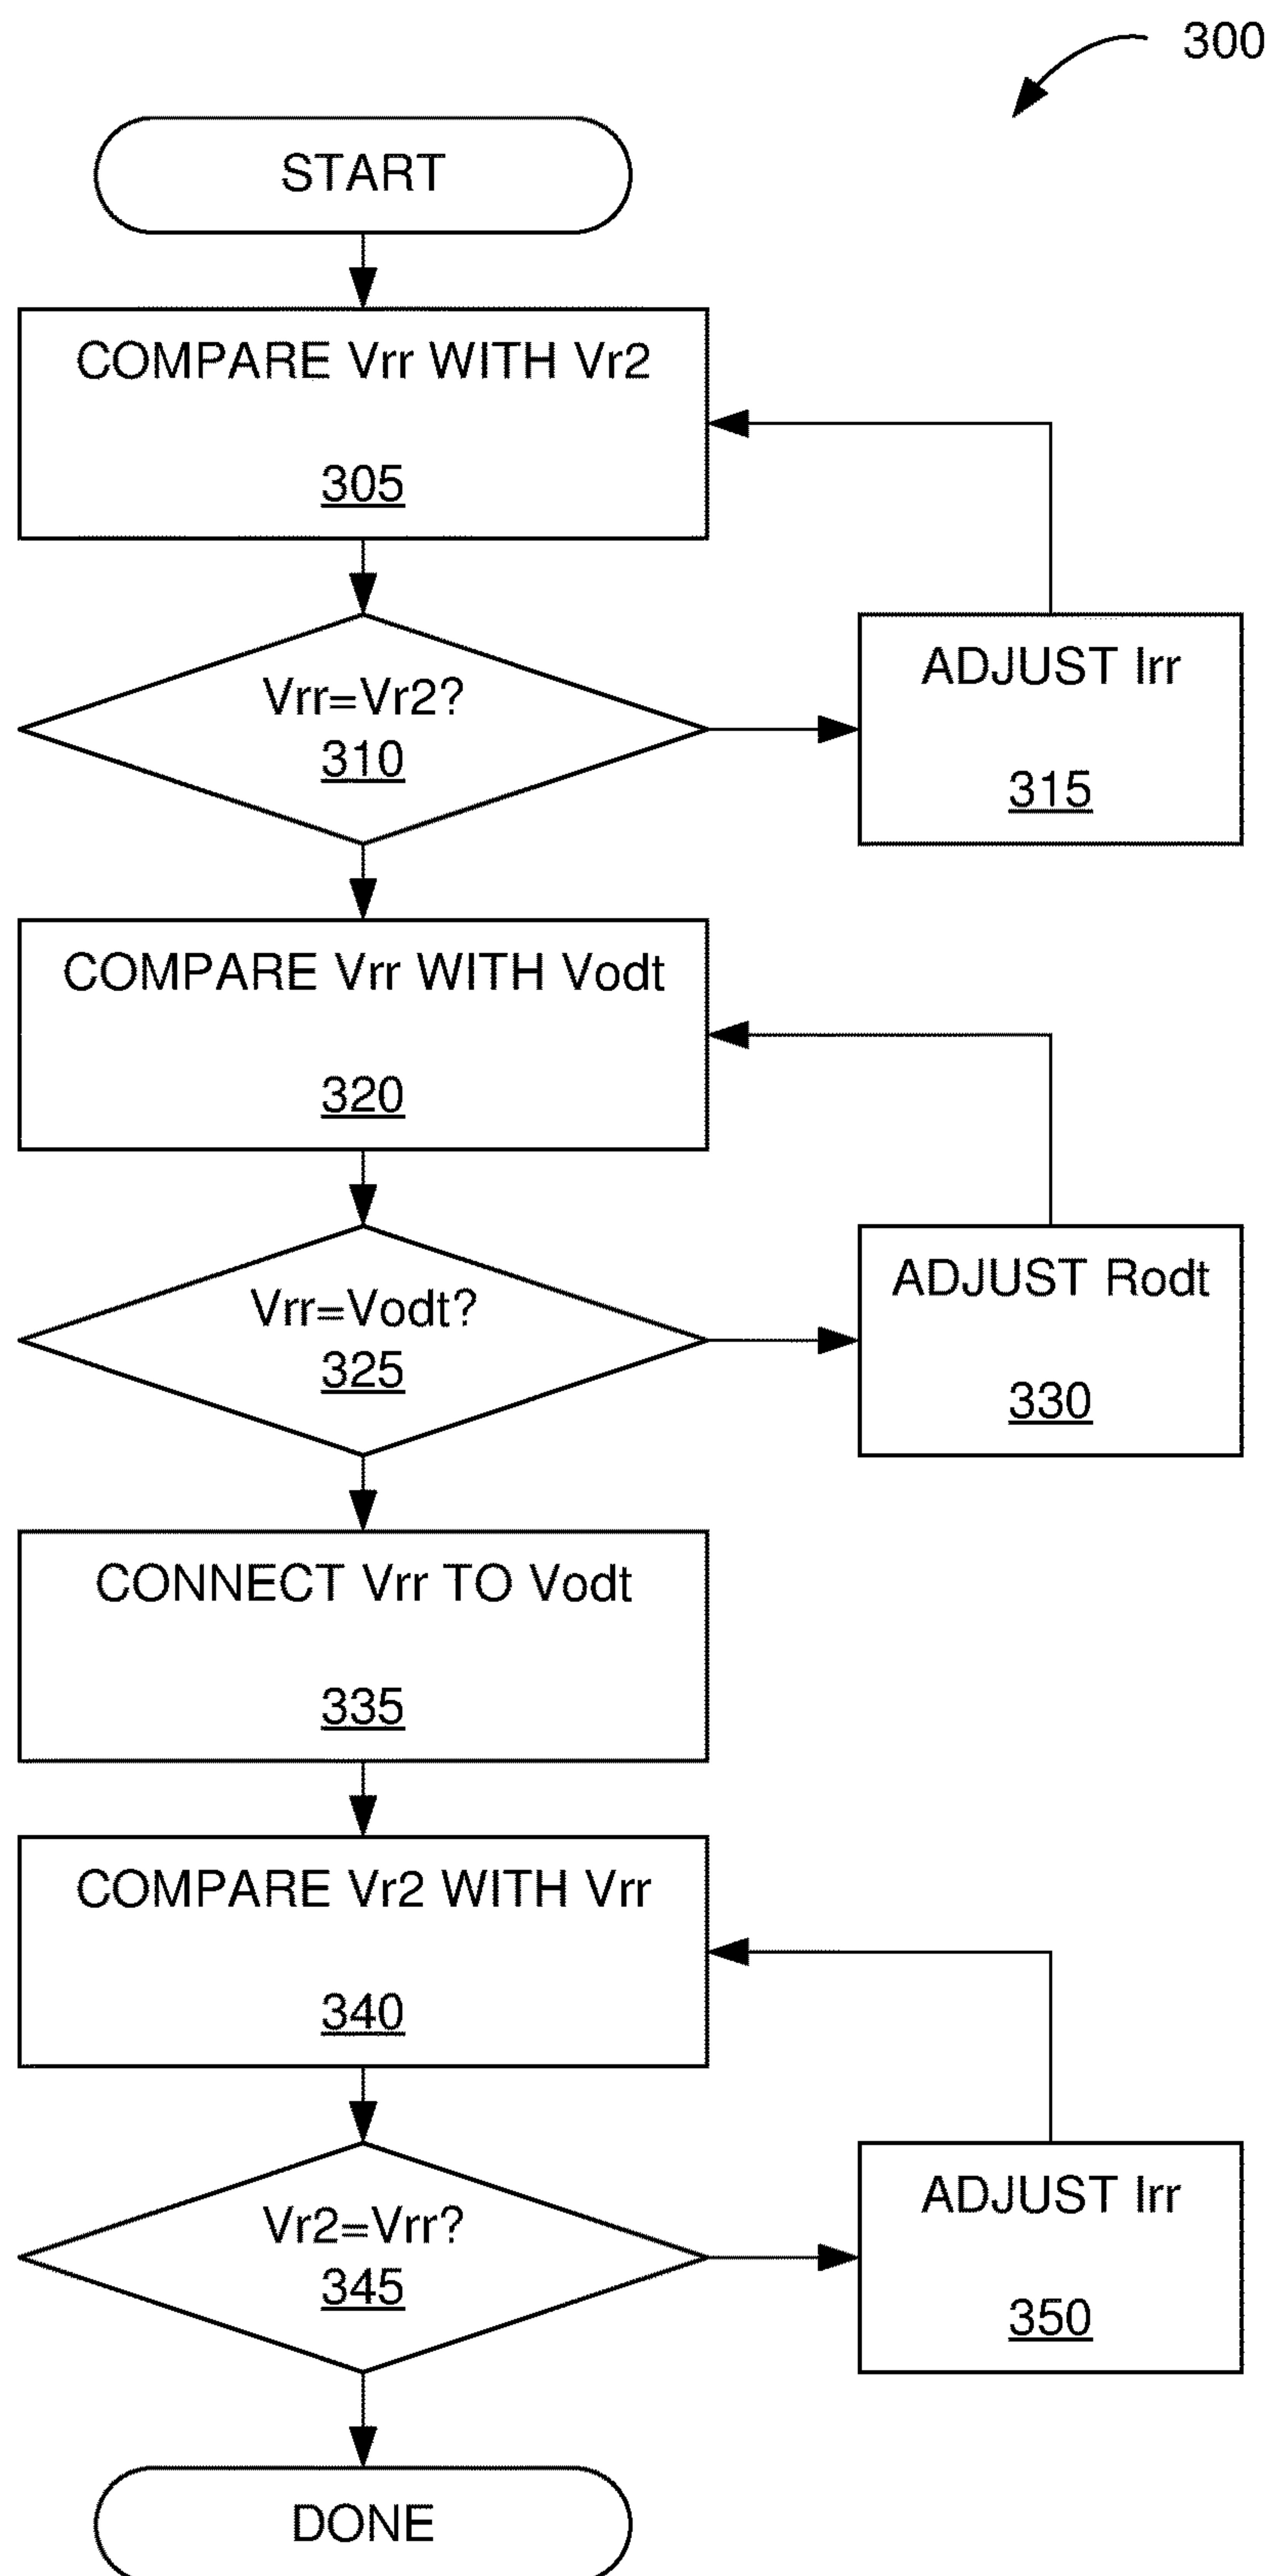 300
START
COMPARE Vrr WITH Vr2
305
Vrr=Vr2?
310
ADJUST Irr
315
COMPARE Vrr WITH Vodt
320
Vrr=Vodt?
325
ADJUST Rodt
330
CONNECT Vrr TO Vodt
335
COMPARE Vr2 WITH Vrr
340
Vr2=Vrr?
345
ADJUST Irr
350
DONE